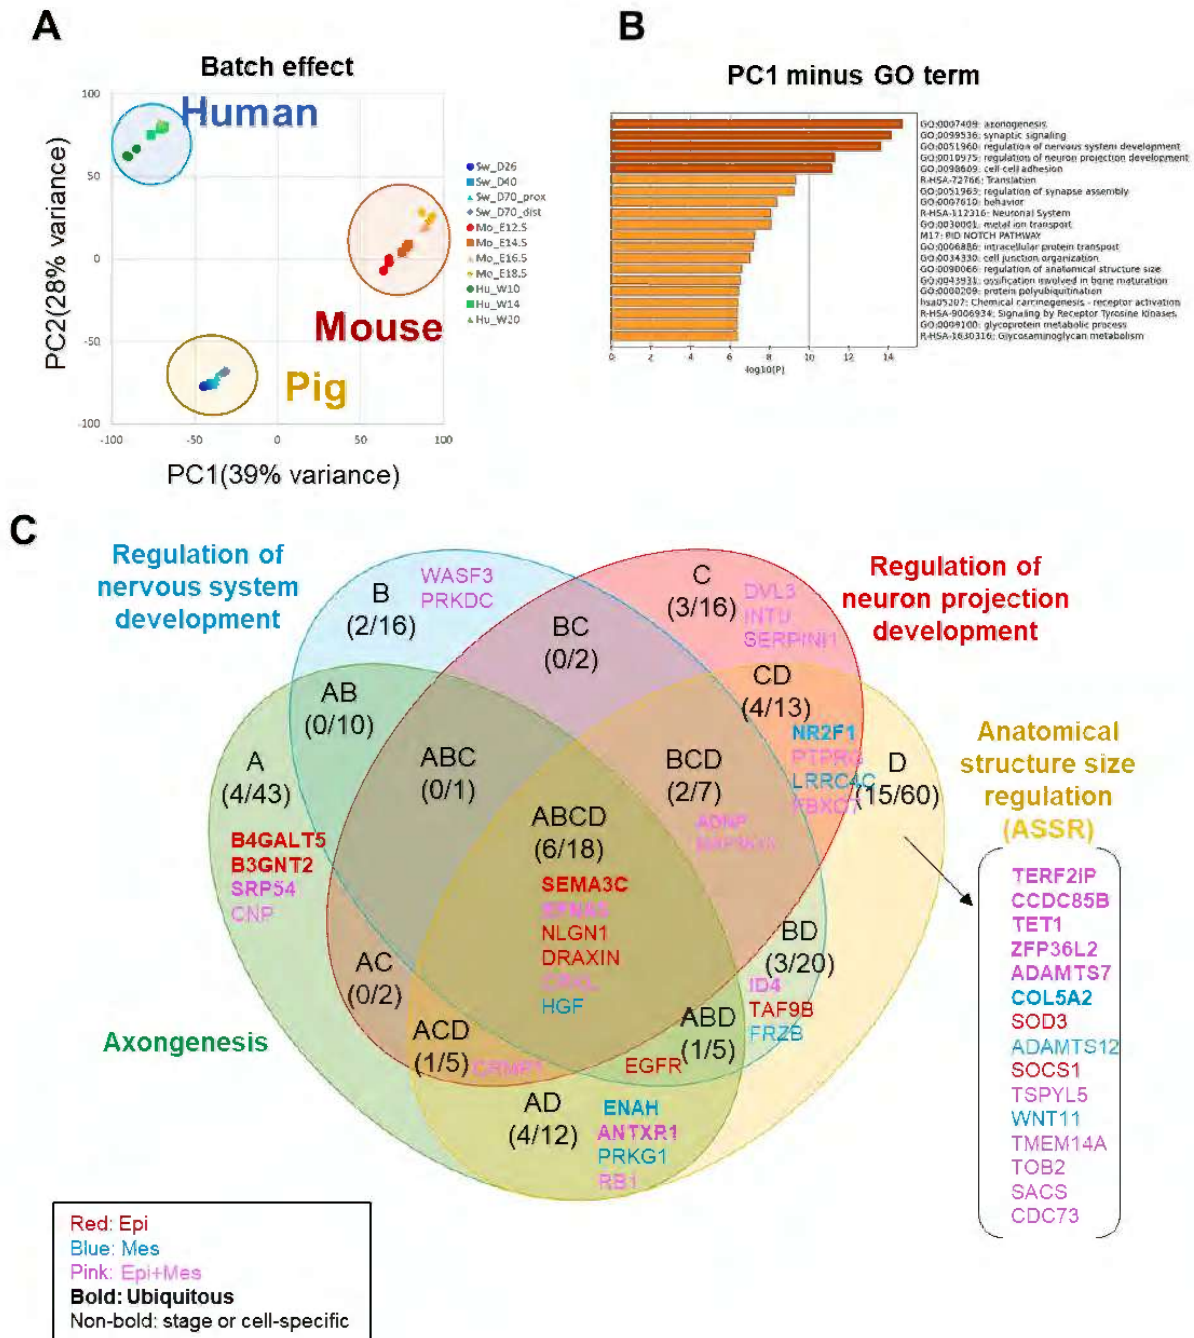 A
Batch effect
Human
Mouse
Pig
100
50
0
-50
-100
-100
-50
0
50
100
PC2(28% variance)
PC1(39% variance)
Sw_D26
Sw_D40
Sw_D70_prox
Sw_D70_dist
Mo_E12.5
Mo_E14.5
Mo_E16.5
Mo_E18.5
Hu_W10
Hu_W14
Hu_W20
B
PC1 minus GO term
GO:0007409: axonogenesis
GO:0099536: synaptic signaling
GO:0051960: regulation of nervous system development
GO:0010975: regulation of neuron projection development
GO:0098609: cell-cell adhesion
R-HSA-72766: Translation
GO:0051963: regulation of synapse assembly
GO:0007610: behavior
R-HSA-112316: Neuronal System
GO:0030001: metal ion transport
M17: PID NOTCH PATHWAY
GO:0006886: intracellular protein transport
GO:0034330: cell junction organization
GO:0090066: regulation of anatomical structure size
GO:0043931: ossification involved in bone maturation
GO:0000209: protein polyubiquitination
hsa05207: Chemical carcinogenesis - receptor activation
R-HSA-9006934: Signaling by Receptor Tyrosine Kinases
GO:0009100: glycoprotein metabolic process
R-HSA-1630316: Glycosaminoglycan metabolism
0 2 4 6 8 10 12 14
-log10(P)
C
Regulation of
nervous system
development
Regulation of
neuron projection
development
Anatomical
structure size
regulation
(ASSR)
Axongenesis
B
(2/16)
WASF3
PRKDC
C
(3/16)
DVL3
INTU
SERPINI1
BC
(0/2)
AB
(0/10)
CD
(4/13)
NR2F1
PTPRG
LRRC4C
FBXO7
A
(4/43)
B4GALT5
B3GNT2
SRP54
CNP
ABC
(0/1)
BCD
(2/7)
ADNP
D
(15/60)
ABCD
(6/18)
SEMA3C
NLGN1
DRAXIN
HGF
AC
(0/2)
BD
(3/20)
ID4
TAF9B
FRZB
ACD
(1/5)
CRMP1
ABD
(1/5)
EGFR
AD
(4/12)
ENAH
ANTXR1
PRKG1
RB1
TERF2IP
CCDC85B
TET1
ZFP36L2
ADAMTS7
COL5A2
SOD3
ADAMTS12
SOCS1
TSPYL5
WNT11
TMEM14A
TOB2
SACS
CDC73
Red: Epi
Blue: Mes
Pink: Epi+Mes
Bold: Ubiquitous
Non-bold: stage or cell-specific